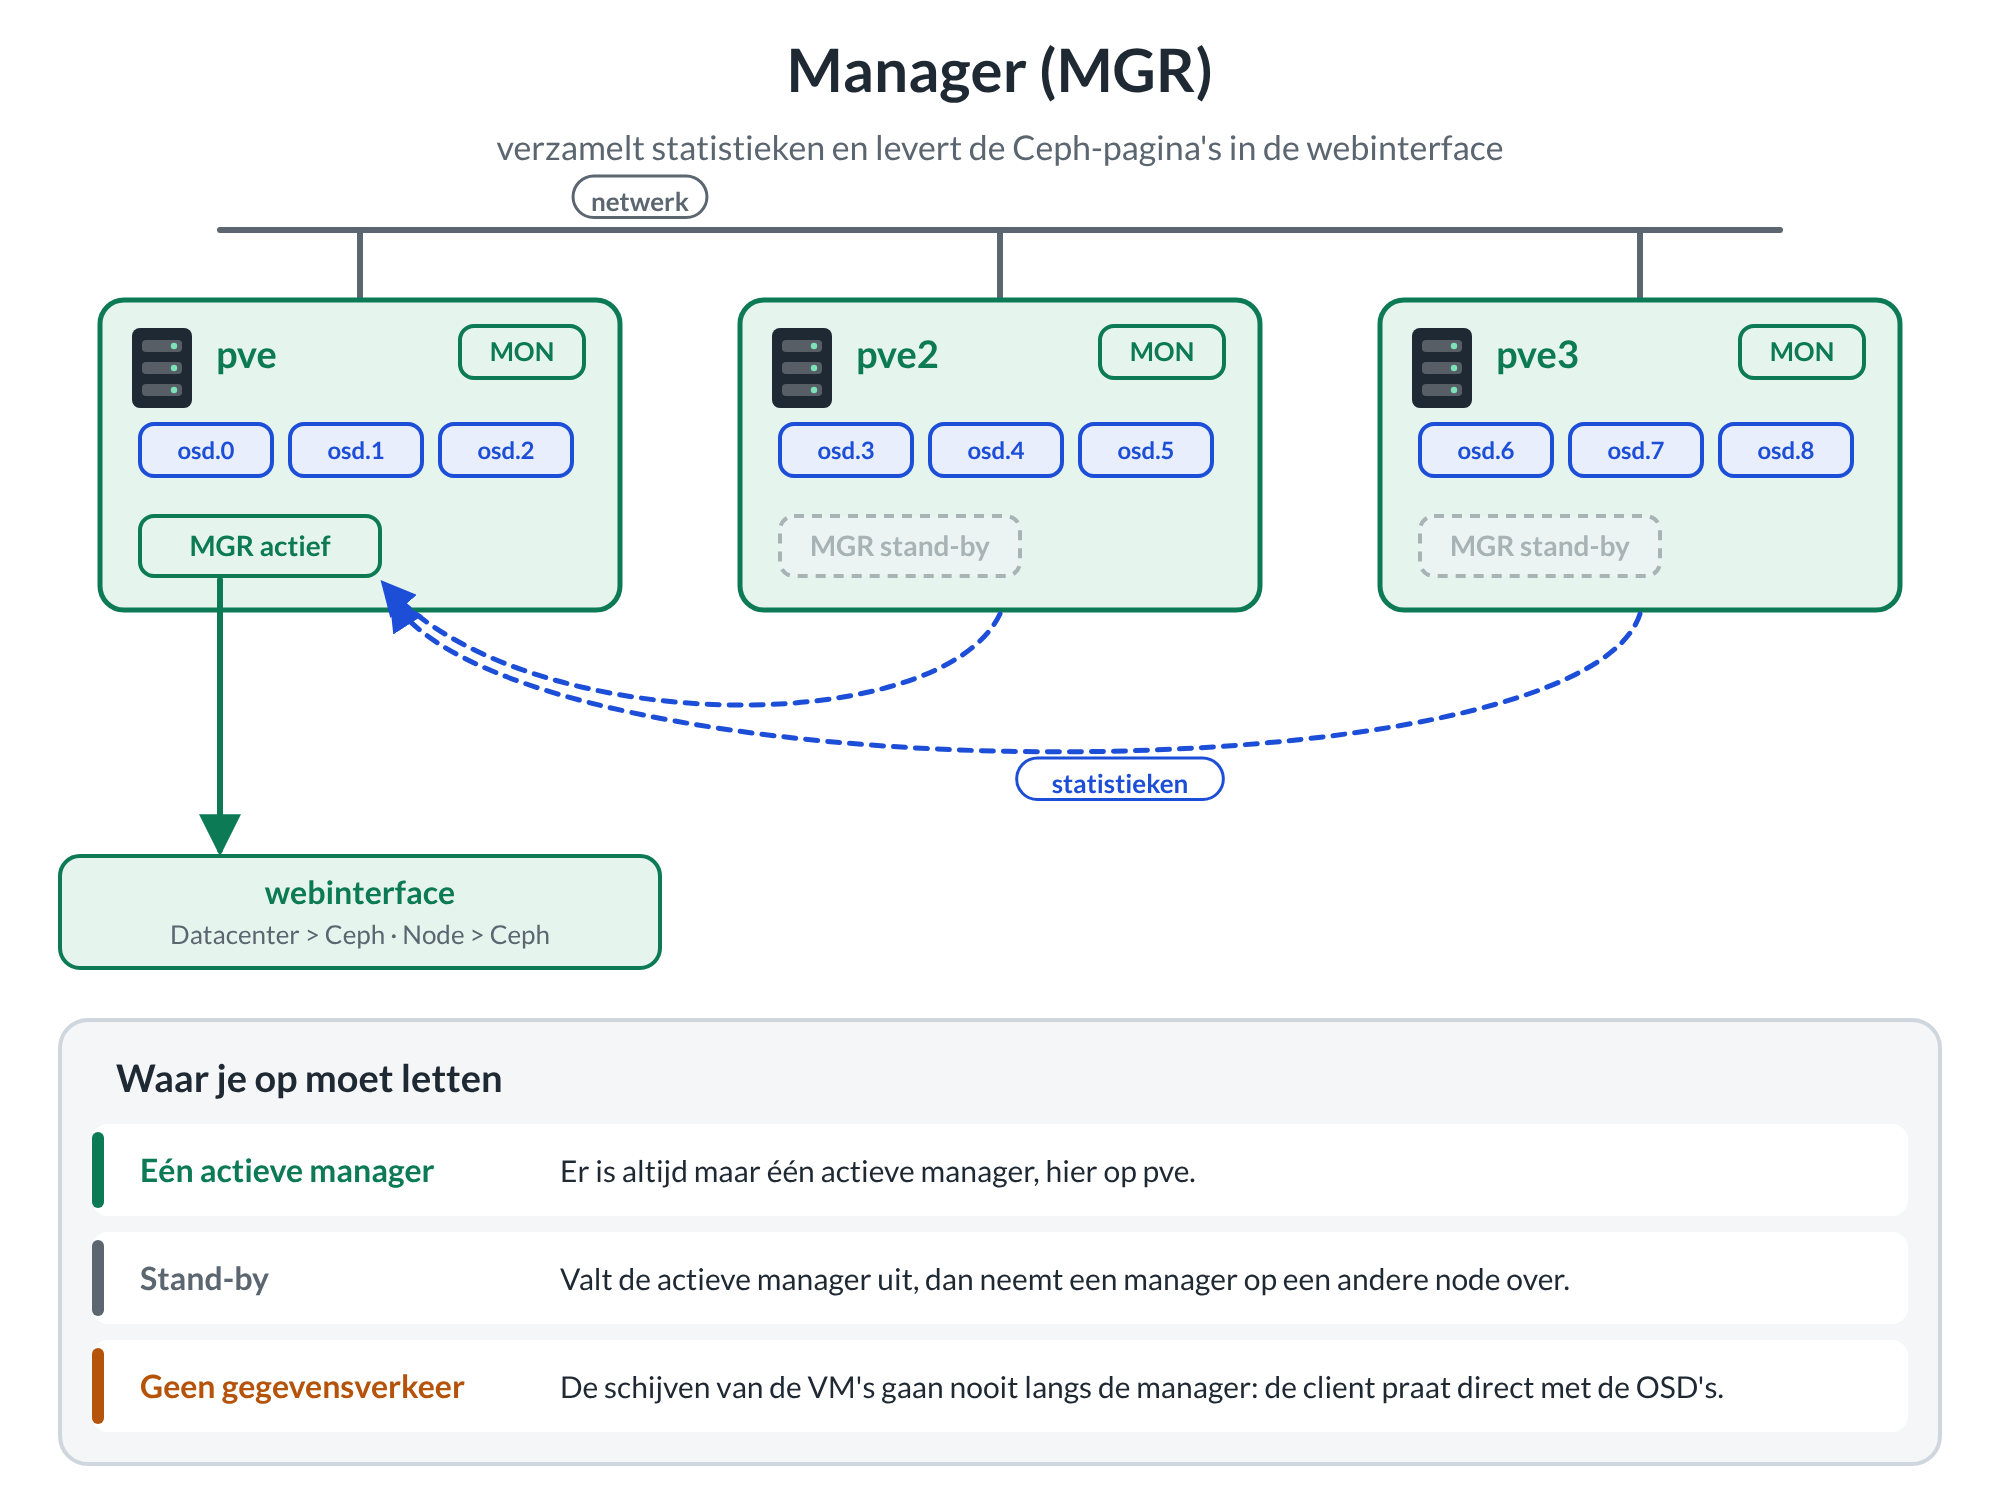 Manager (MGR)
verzamelt statistieken en levert de Ceph-pagina's in de webinterface
netwerk
pve
MON
osd.0
osd.1
osd.2
MGR actief
pve2
MON
osd.3
osd.4
osd.5
MGR stand-by
pve3
MON
osd.6
osd.7
osd.8
MGR stand-by
statistieken
webinterface
Datacenter > Ceph · Node > Ceph
Waar je op moet letten
Eén actieve manager
Er is altijd maar één actieve manager, hier op pve.
Stand-by
Valt de actieve manager uit, dan neemt een manager op een andere node over.
Geen gegevensverkeer
De schijven van de VM's gaan nooit langs de manager: de client praat direct met de OSD's.